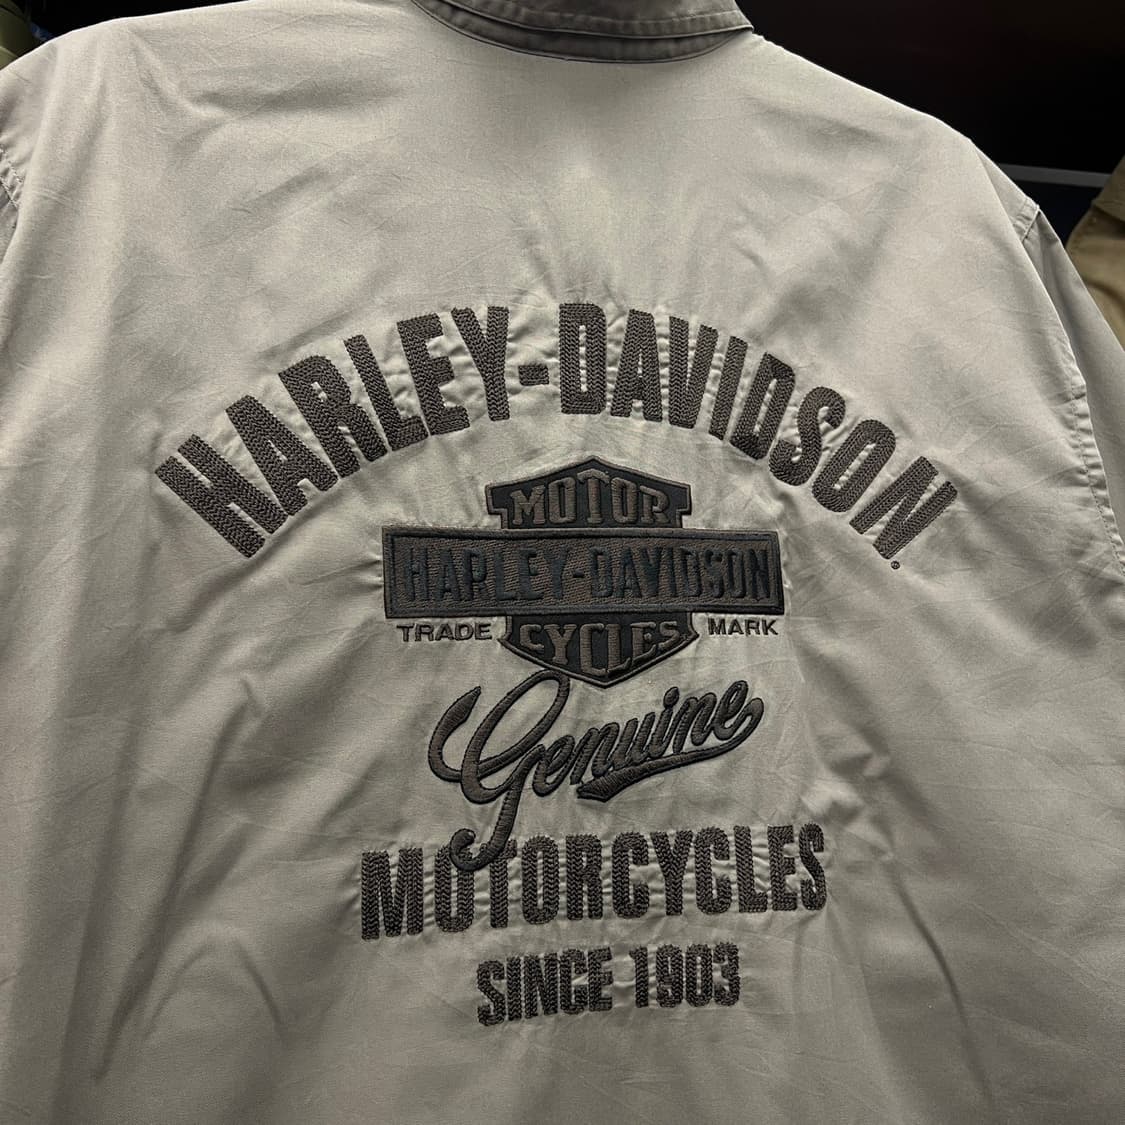 HARLEY-DAVIDSON®
MOTOR
HARLEY-DAVIDSON
TRADE CYCLES MARK
Genuine
MOTORCYCLES
SINCE 1903